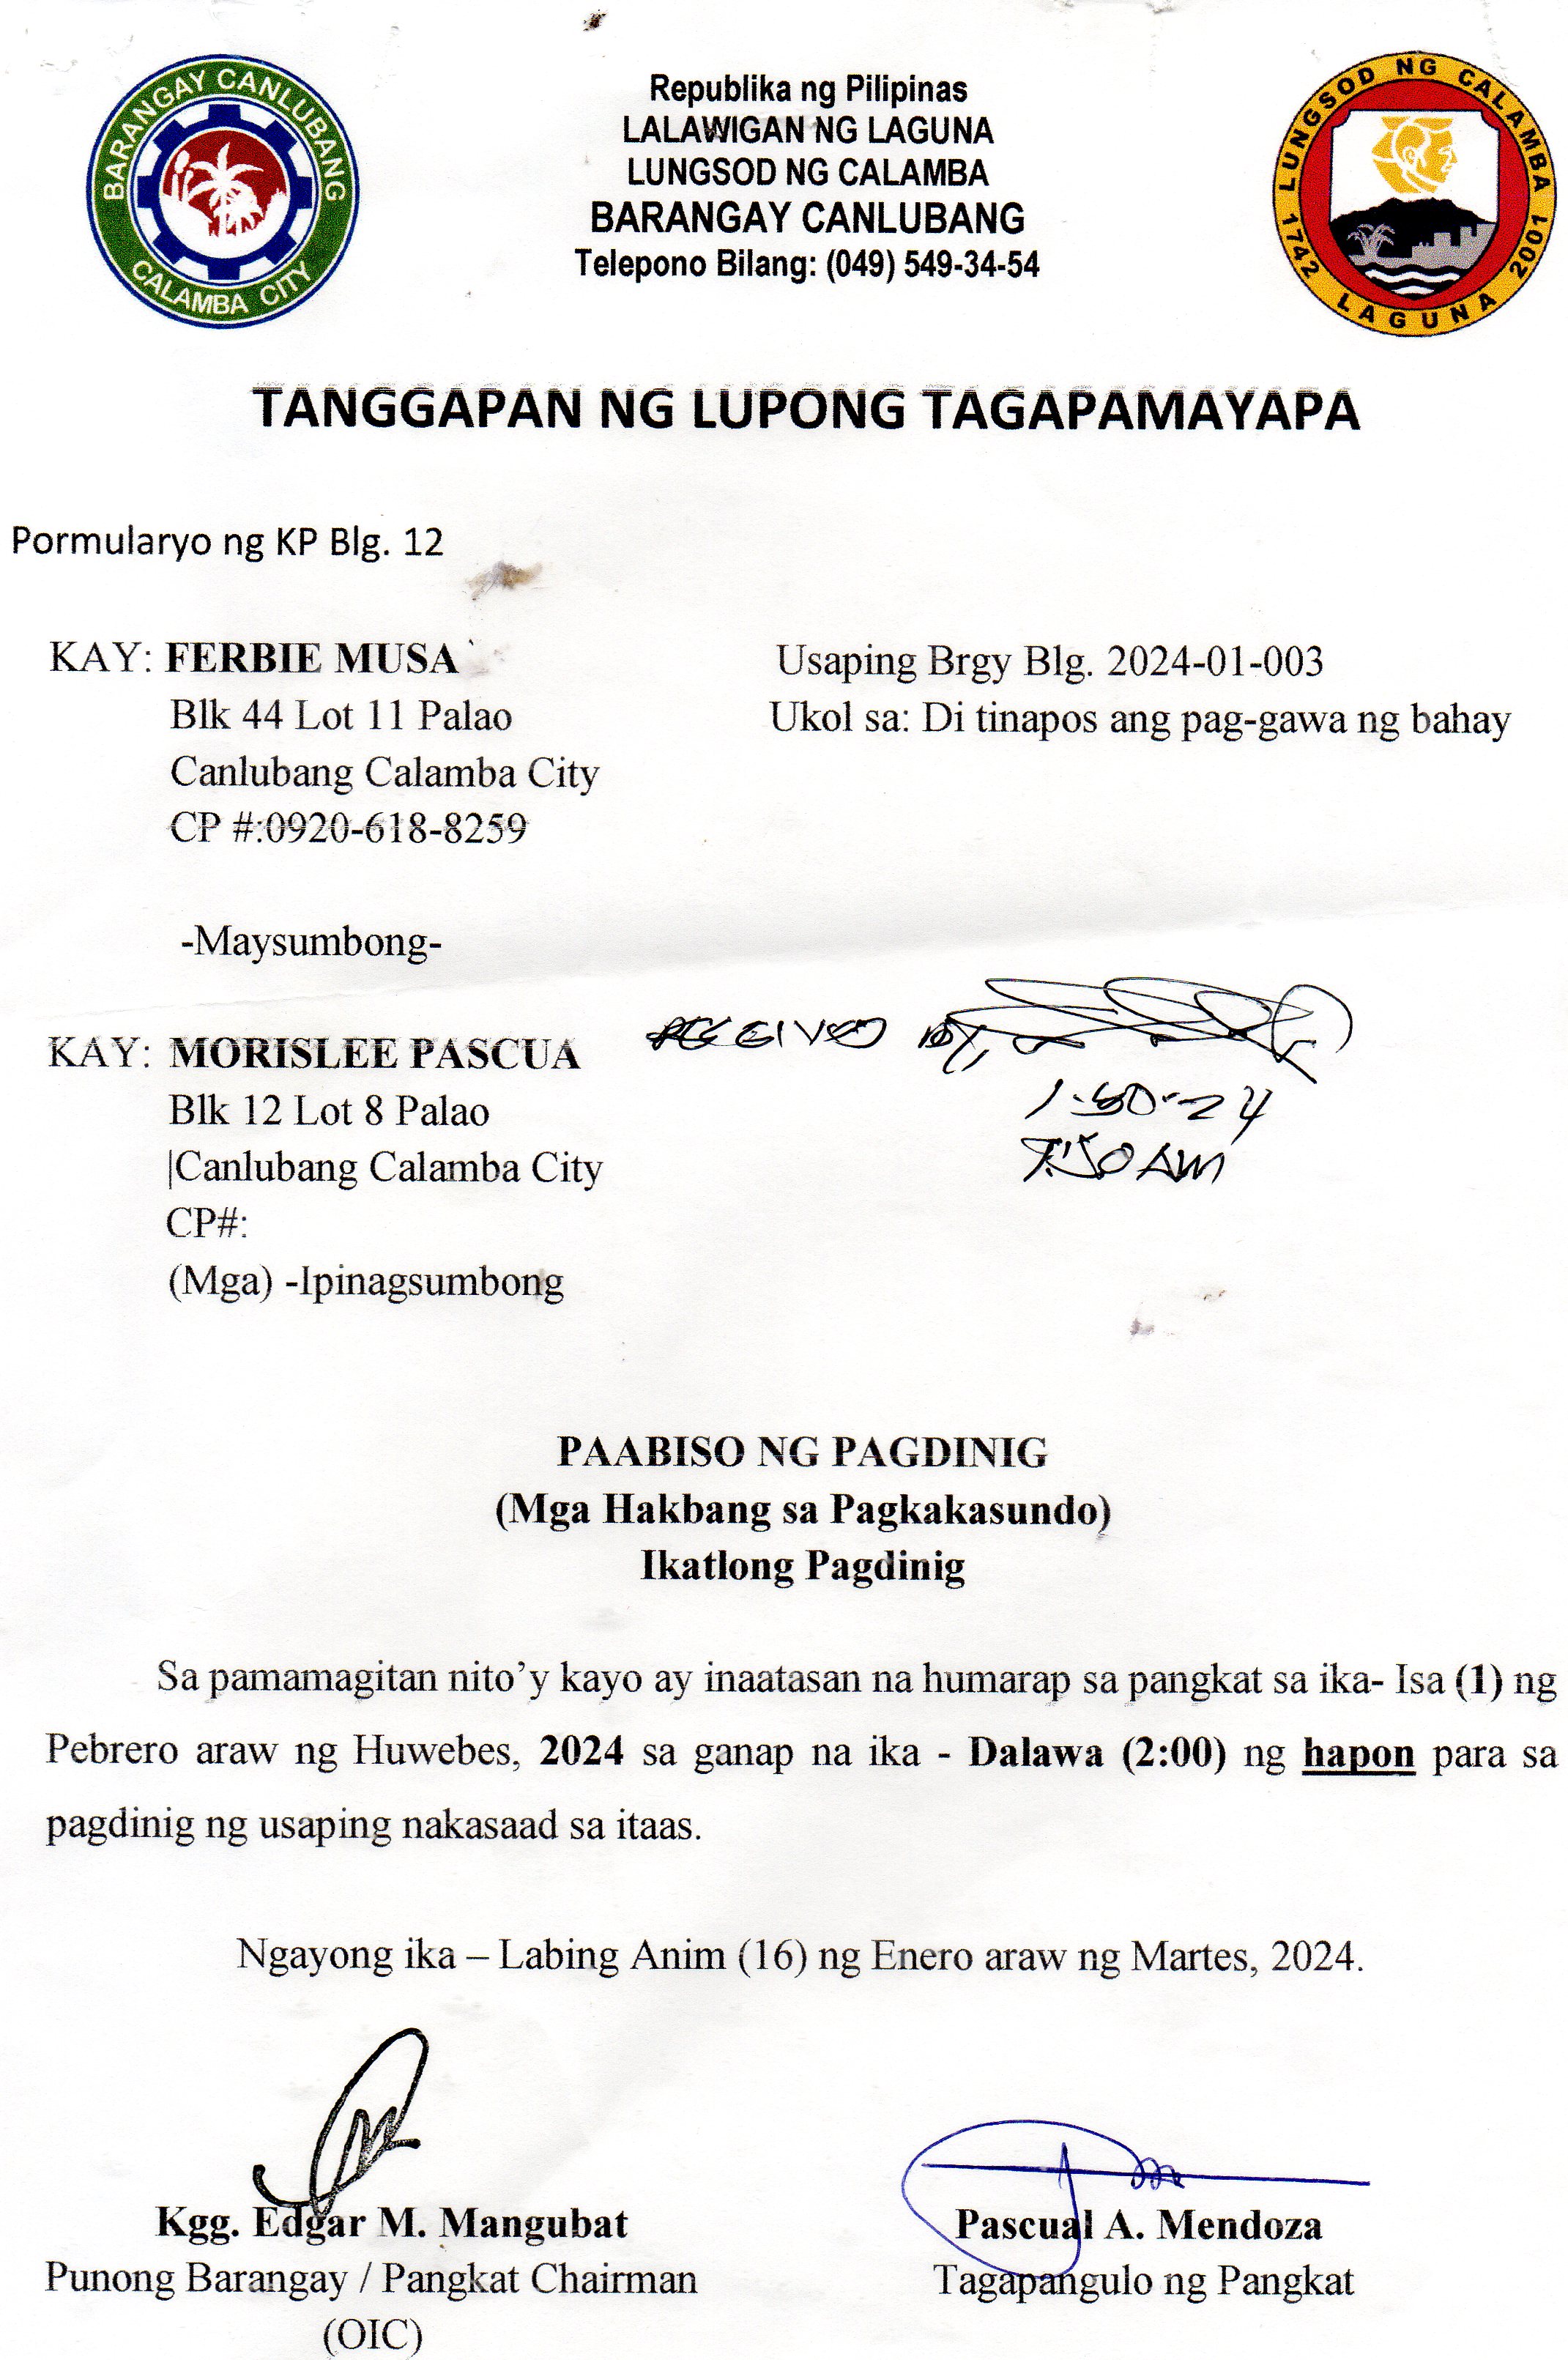 BARANGAY CANLUBANG
CALAMBA CITY
Republika ng Pilipinas
LALAWIGAN NG LAGUNA
LUNGSOD NG CALAMBA
BARANGAY CANLUBANG
Telepono Bilang: (049) 549-34-54
LUNGSOD NG CALAMBA
1742 LAGUNA 2001
TANGGAPAN NG LUPONG TAGAPAMAYAPA
Pormularyo ng KP Blg. 12
KAY: FERBIE MUSA
Usaping Brgy Blg. 2024-01-003
Blk 44 Lot 11 Palao
Ukol sa: Di tinapos ang pag-gawa ng bahay
Canlubang Calamba City
CP #:0920-618-8259
-Maysumbong-
RECEIVED BY,
KAY: MORISLEE PASCUA
1-30-24
Blk 12 Lot 8 Palao
|Canlubang Calamba City
AM
CP#:
(Mga) -Ipinagsumbong
PAABISO NG PAGDINIG
(Mga Hakbang sa Pagkakasundo)
Ikatlong Pagdinig
Sa pamamagitan nito’y kayo ay inaatasan na humarap sa pangkat sa ika- Isa (1) ng
Pebrero araw ng Huwebes, 2024 sa ganap na ika - Dalawa (2:00) ng hapon para sa
pagdinig ng usaping nakasaad sa itaas.
Ngayong ika – Labing Anim (16) ng Enero araw ng Martes, 2024.
Kgg. Edgar M. Mangubat
Pascual A. Mendoza
Punong Barangay / Pangkat Chairman
Tagapangulo ng Pangkat
(OIC)